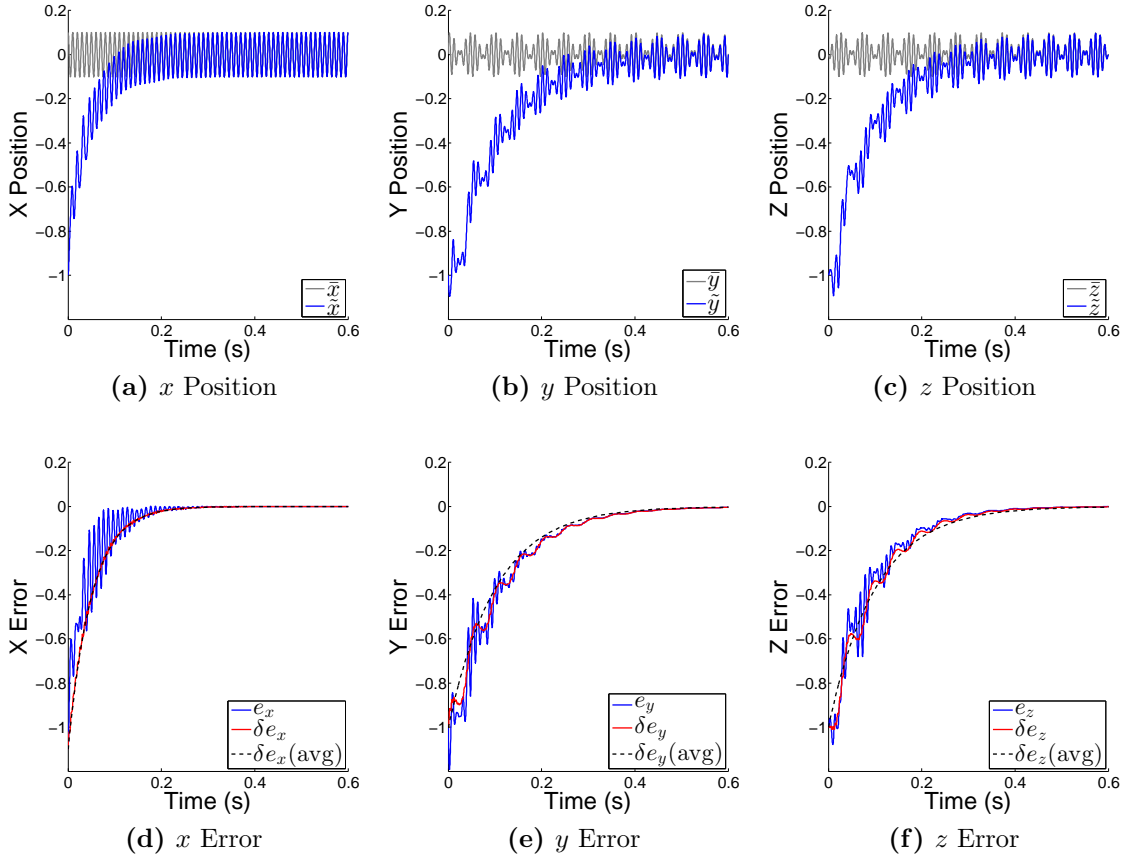 0.2
0
−0.2
−0.4
−0.6
−0.8
−1
X Position
x̄
x̃
0 0.2 0.4 0.6
Time (s)
(a) x Position
0.2
0
−0.2
−0.4
−0.6
−0.8
−1
Y Position
ȳ
ỹ
0 0.2 0.4 0.6
Time (s)
(b) y Position
0.2
0
−0.2
−0.4
−0.6
−0.8
−1
Z Position
z̄
z̃
0 0.2 0.4 0.6
Time (s)
(c) z Position
0.2
0
−0.2
−0.4
−0.6
−0.8
−1
X Error
e_x
δe_x
δe_x(avg)
0 0.2 0.4 0.6
Time (s)
(d) x Error
0.2
0
−0.2
−0.4
−0.6
−0.8
−1
Y Error
e_y
δe_y
δe_y(avg)
0 0.2 0.4 0.6
Time (s)
(e) y Error
0.2
0
−0.2
−0.4
−0.6
−0.8
−1
Z Error
e_z
δe_z
δe_z(avg)
0 0.2 0.4 0.6
Time (s)
(f) z Error